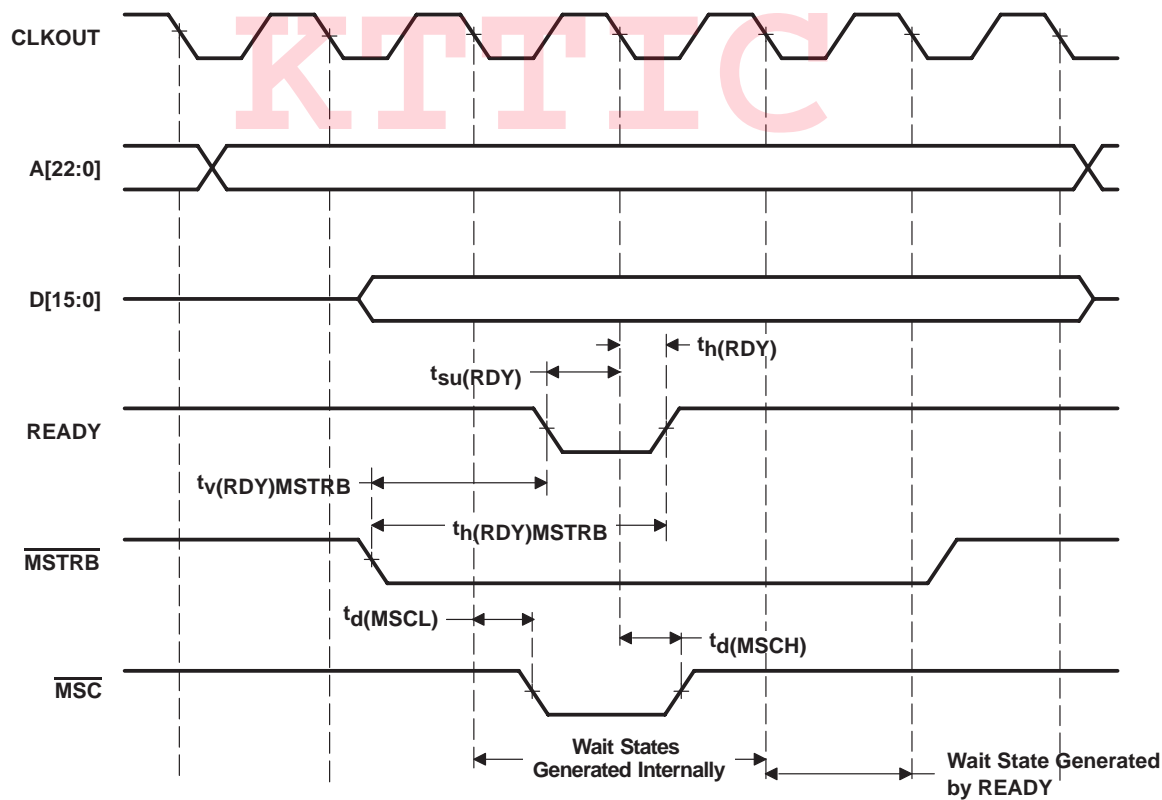 KTTIC
CLKOUT
A[22:0]
D[15:0]
th(RDY)
tsu(RDY)
READY
tv(RDY)MSTRB
th(RDY)MSTRB
MSTRB
td(MSCL)
td(MSCH)
MSC
Wait States
Generated Internally
Wait State Generated
by READY